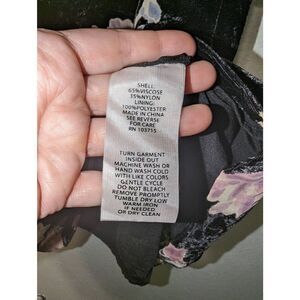 SHELL:
65%VISCOSE
35%NYLON
LINING:
100%POLYESTER
MADE IN CHINA
SEE REVERSE
FOR CARE
RN 103715
TURN GARMENT
INSIDE OUT
MACHINE WASH OR
HAND WASH COLD
WITH LIKE COLORS
GENTLE CYCLE
DO NOT BLEACH
REMOVE PROMPTLY
TUMBLE DRY LOW
WARM IRON
IF NEEDED
OR DRY CLEAN